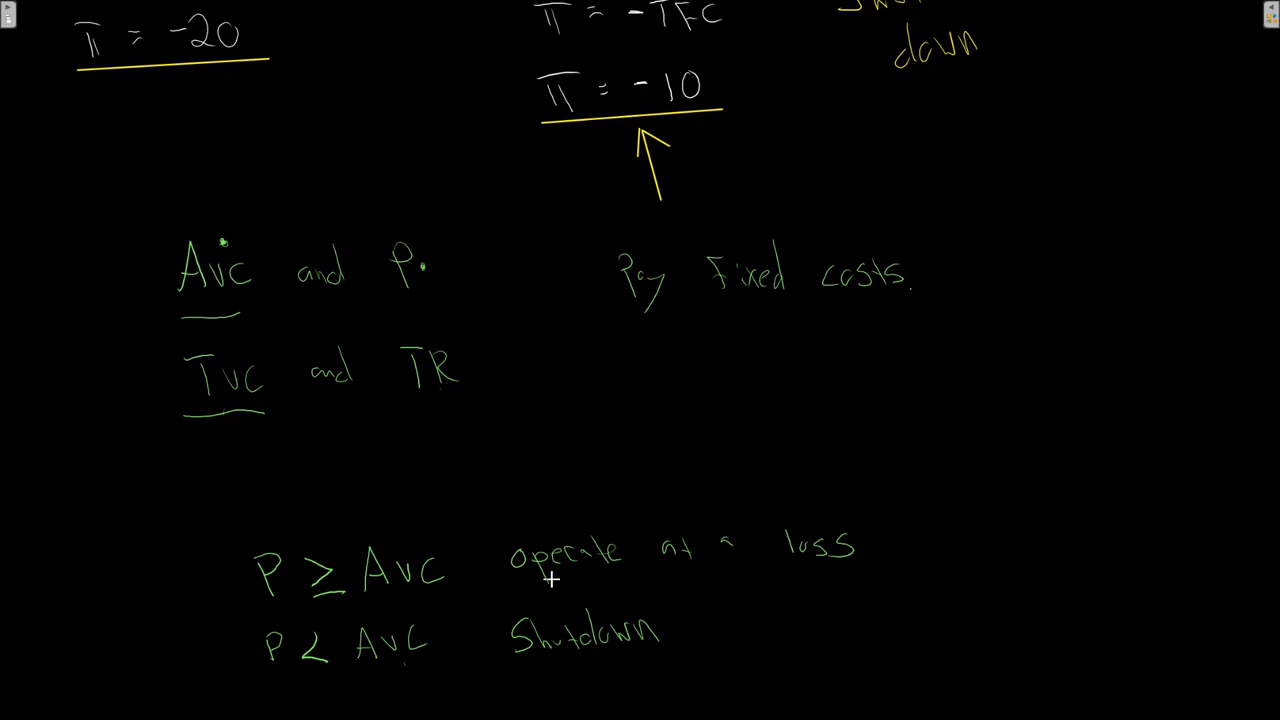 π = -TFC
π = -20
down
π = -10
AVC and P.
Pay Fixed costs.
TVC and TR
P ≥ AVC operate at a loss
P < AVC Shutdown